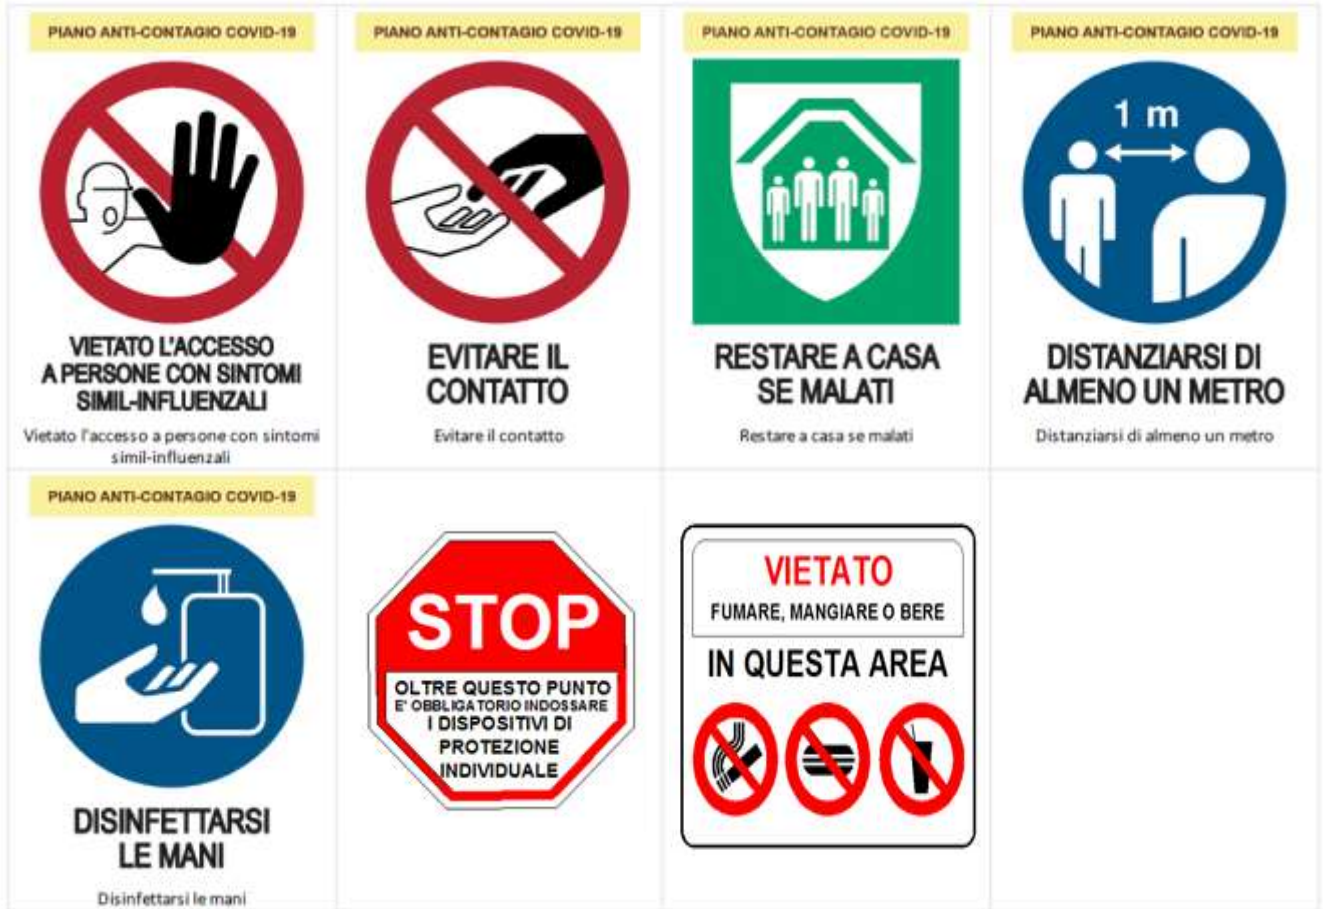 PIANO ANTI-CONTAGIO COVID-19
VIETATO L'ACCESSO
A PERSONE CON SINTOMI
SIMIL-INFLUENZALI
Vietato l'accesso a persone con sintomi
simil-influenzali
PIANO ANTI-CONTAGIO COVID-19
EVITARE IL
CONTATTO
Evitare il contatto
PIANO ANTI-CONTAGIO COVID-19
RESTARE A CASA
SE MALATI
Restare a casa se malati
PIANO ANTI-CONTAGIO COVID-19
1 m
DISTANZIARSI DI
ALMENO UN METRO
Distanziarsi di almeno un metro
PIANO ANTI-CONTAGIO COVID-19
DISINFETTARSI
LE MANI
Disinfettarsi le mani
STOP
OLTRE QUESTO PUNTO
E' OBBLIGATORIO INDOSSARE
I DISPOSITIVI DI
PROTEZIONE
INDIVIDUALE
VIETATO
FUMARE, MANGIARE O BERE
IN QUESTA AREA